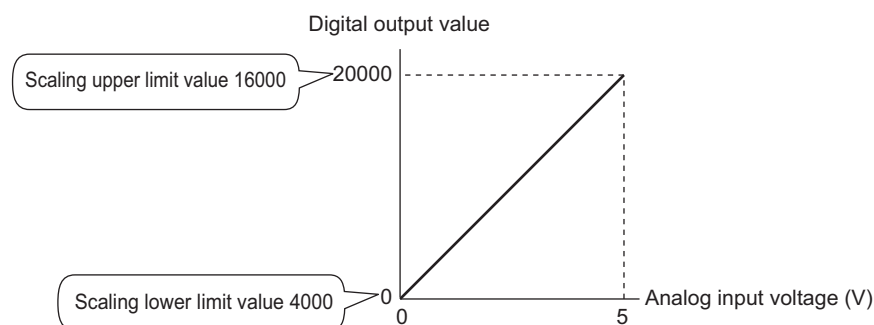 Digital output value
Scaling upper limit value 16000
20000
0
Scaling lower limit value 4000
Analog input voltage (V)
0
5